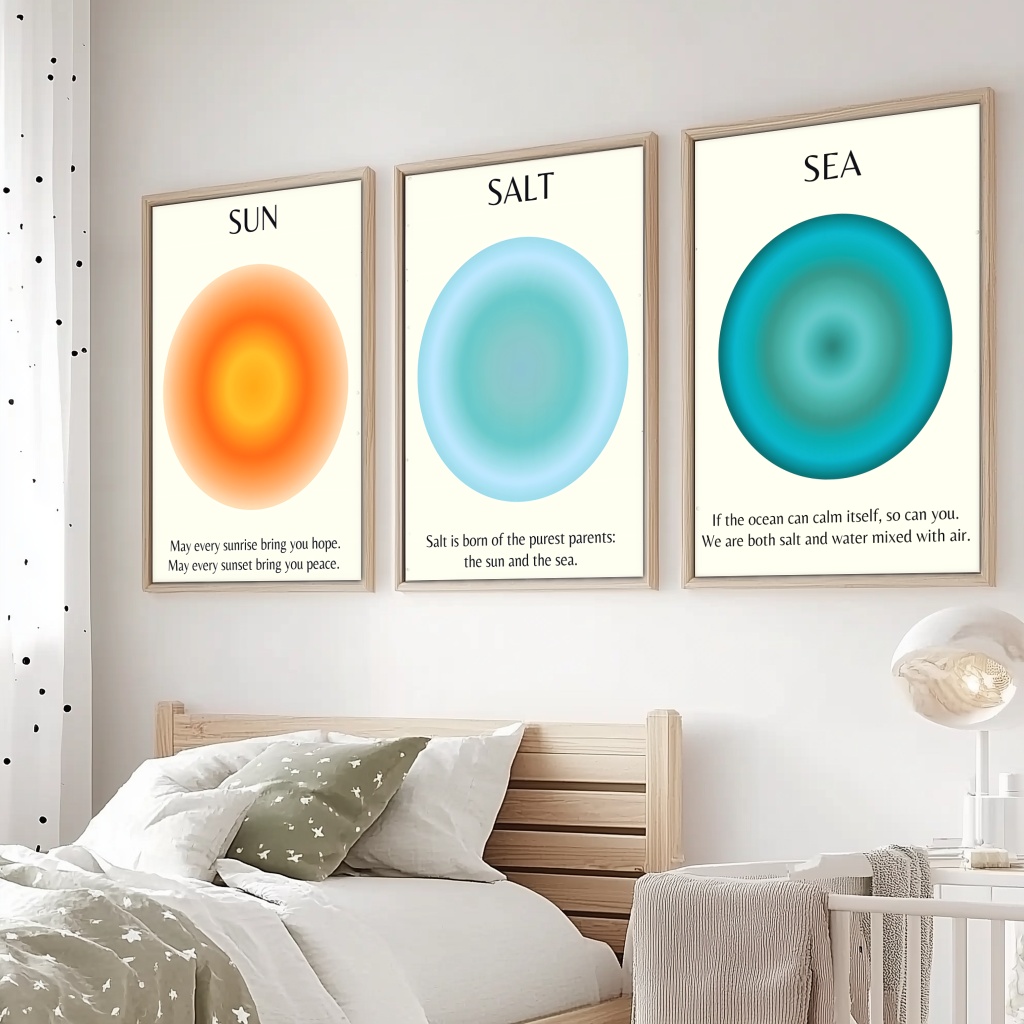 SUN
May every sunrise bring you hope.
May every sunset bring you peace.
SALT
Salt is born of the purest parents:
the sun and the sea.
SEA
If the ocean can calm itself, so can you.
We are both salt and water mixed with air.